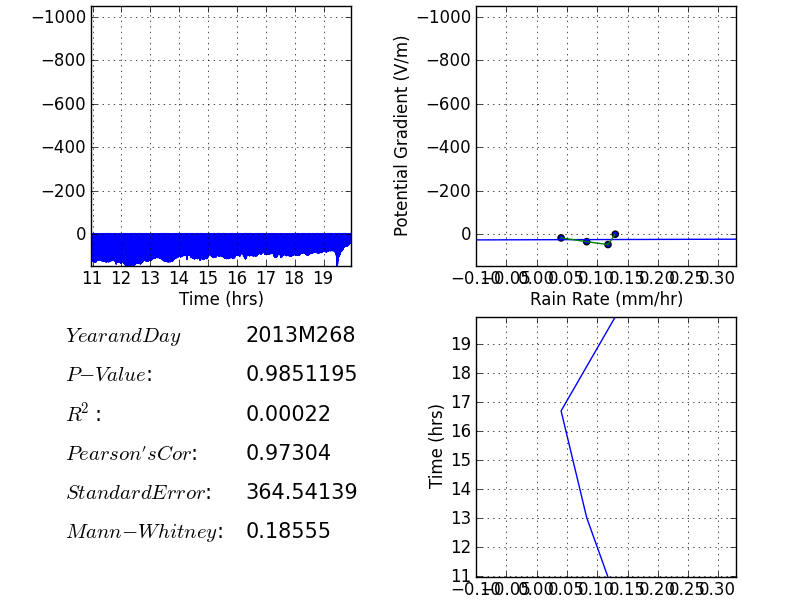 −1000
−800
−600
−400
−200
0
11 12 13 14 15 16 17 18 19
Time (hrs)
Potential Gradient (V/m)
−1000
−800
−600
−400
−200
0
−0.10 −0.05 0.00 0.05 0.10 0.15 0.20 0.25 0.30
Rain Rate (mm/hr)
YearandDay 2013M268
P−Value: 0.9851195
R²: 0.00022
Pearson'sCor: 0.97304
StandardError: 364.54139
Mann−Whitney: 0.18555
Time (hrs)
19
18
17
16
15
14
13
12
11
−0.10 −0.05 0.00 0.05 0.10 0.15 0.20 0.25 0.30